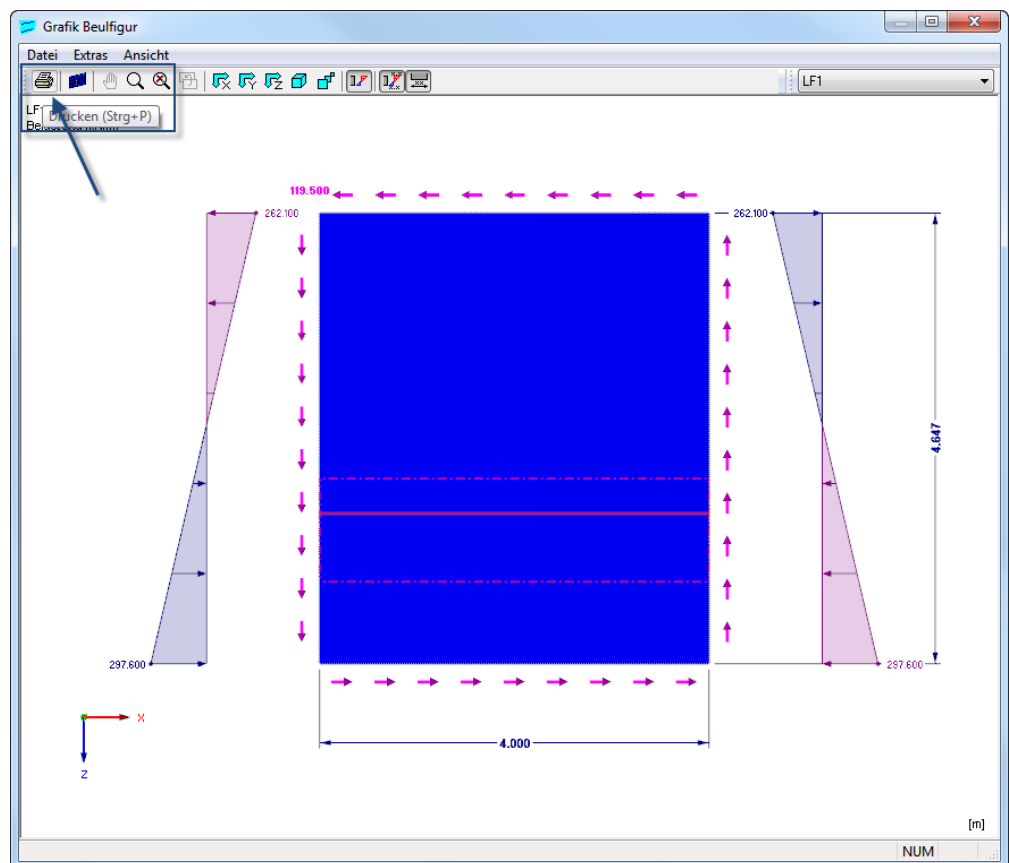 Grafik Beulfigur
Datei Extras Ansicht
LF1
Drucken (Strg+P)
119.500
262.100
262.100
4.647
297.600
297.600
X
4.000
Z
[m]
NUM